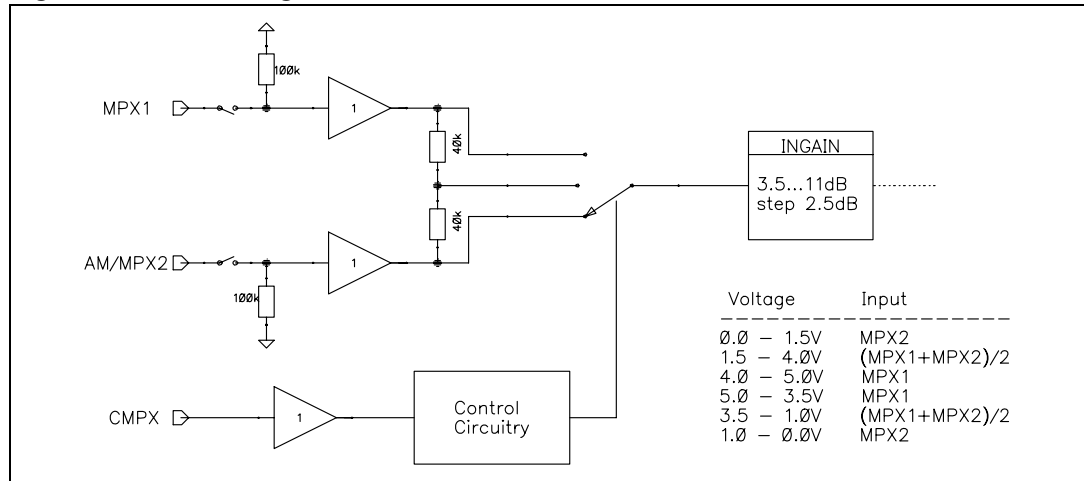 100k
MPX1
1
40k
INGAIN
3.5...11dB
step 2.5dB
40k
AM/MPX2
1
100k
Voltage Input
0.0 – 1.5V MPX2
1.5 – 4.0V (MPX1+MPX2)/2
4.0 – 5.0V MPX1
5.0 – 3.5V MPX1
3.5 – 1.0V (MPX1+MPX2)/2
1.0 – 0.0V MPX2
CMPX
1
Control
Circuitry